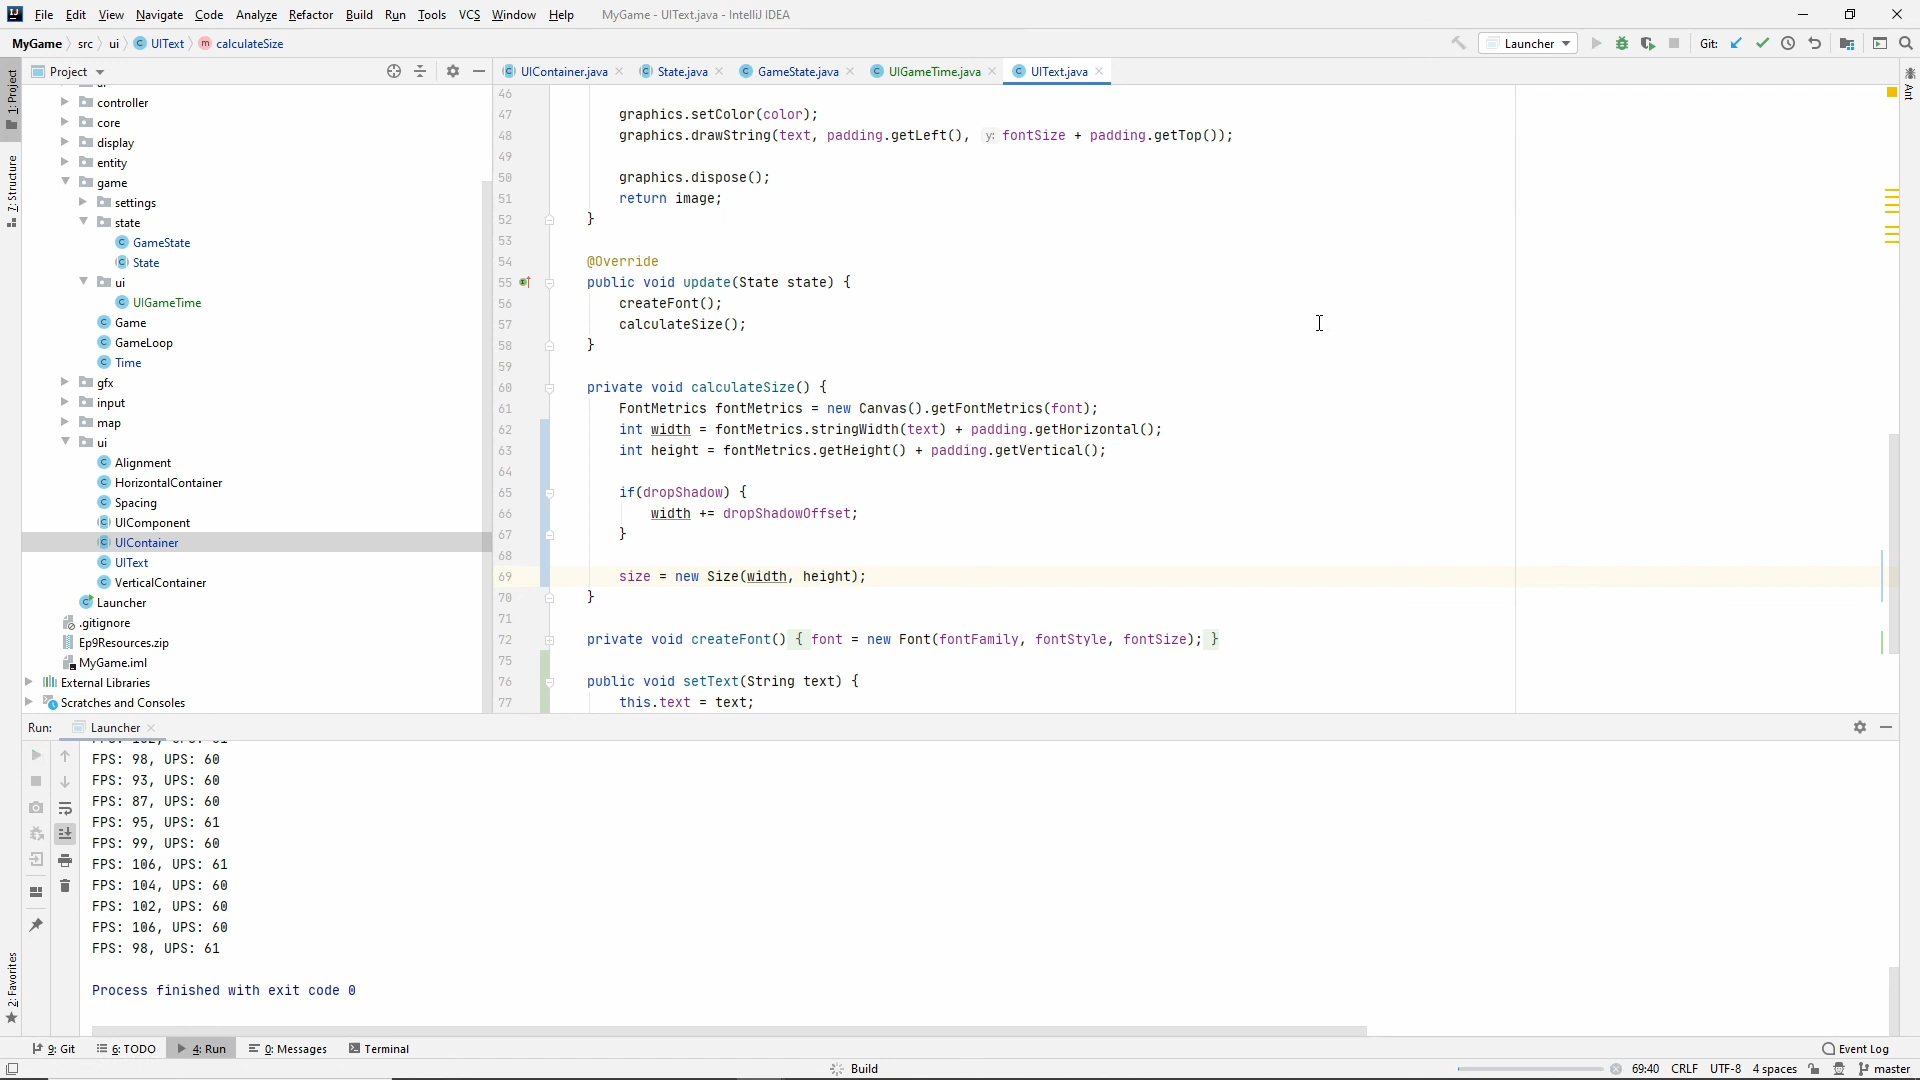 File Edit View Navigate Code Analyze Refactor Build Run Tools VCS Window Help MyGame - UIText.java - IntelliJ IDEA
MyGame src ui UIText calculateSize Launcher Git:
1: Project
Project
UIContainer.java State.java GameState.java UIGameTime.java UIText.java
Ant
7: Structure
controller
core
display
entity
game
settings
state
GameState
State
ui
UIGameTime
Game
GameLoop
Time
gfx
input
map
ui
Alignment
HorizontalContainer
Spacing
UIComponent
UIContainer
UIText
VerticalContainer
Launcher
.gitignore
Ep9Resources.zip
MyGame.iml
External Libraries
Scratches and Consoles
46
47 graphics.setColor(color);
48 graphics.drawString(text, padding.getLeft(), y: fontSize + padding.getTop());
49
50 graphics.dispose();
51 return image;
52 }
53
54 @Override
55 public void update(State state) {
56 createFont();
57 calculateSize();
58 }
59
60 private void calculateSize() {
61 FontMetrics fontMetrics = new Canvas().getFontMetrics(font);
62 int width = fontMetrics.stringWidth(text) + padding.getHorizontal();
63 int height = fontMetrics.getHeight() + padding.getVertical();
64
65 if(dropShadow) {
66 width += dropShadowOffset;
67 }
68
69 size = new Size(width, height);
70 }
71
72 private void createFont() { font = new Font(fontFamily, fontStyle, fontSize); }
75
76 public void setText(String text) {
77 this.text = text;
Run: Launcher
FPS: 98, UPS: 60
FPS: 93, UPS: 60
FPS: 87, UPS: 60
FPS: 95, UPS: 61
FPS: 99, UPS: 60
FPS: 106, UPS: 61
FPS: 104, UPS: 60
FPS: 102, UPS: 60
FPS: 106, UPS: 60
FPS: 98, UPS: 61
Process finished with exit code 0
2: Favorites
9: Git 6: TODO 4: Run 0: Messages Terminal Event Log
Build 69:40 CRLF UTF-8 4 spaces master